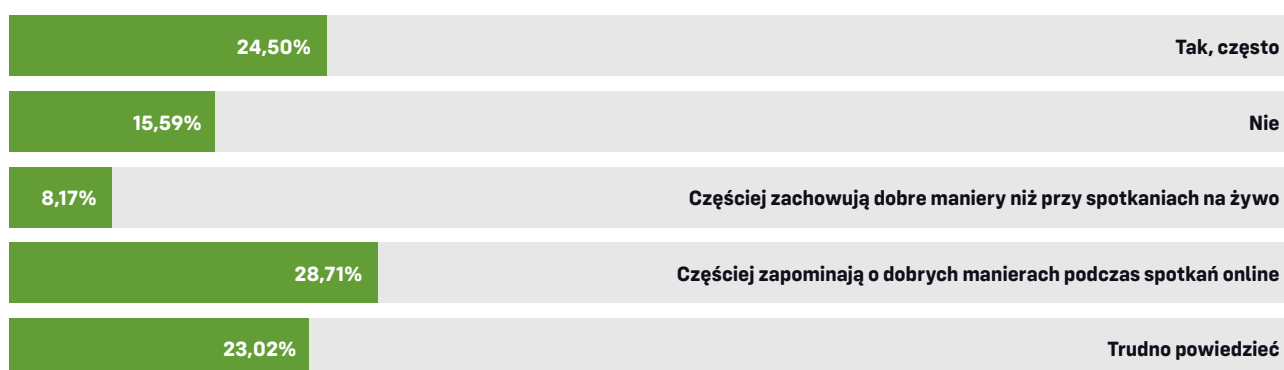 24,50% Tak, często
15,59% Nie
8,17% Częściej zachowują dobre maniery niż przy spotkaniach na żywo
28,71% Częściej zapominają o dobrych manierach podczas spotkań online
23,02% Trudno powiedzieć